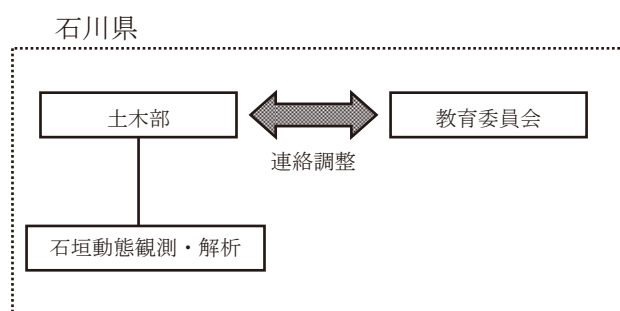 石川県
土木部
教育委員会
連絡調整
石垣動態観測・解析